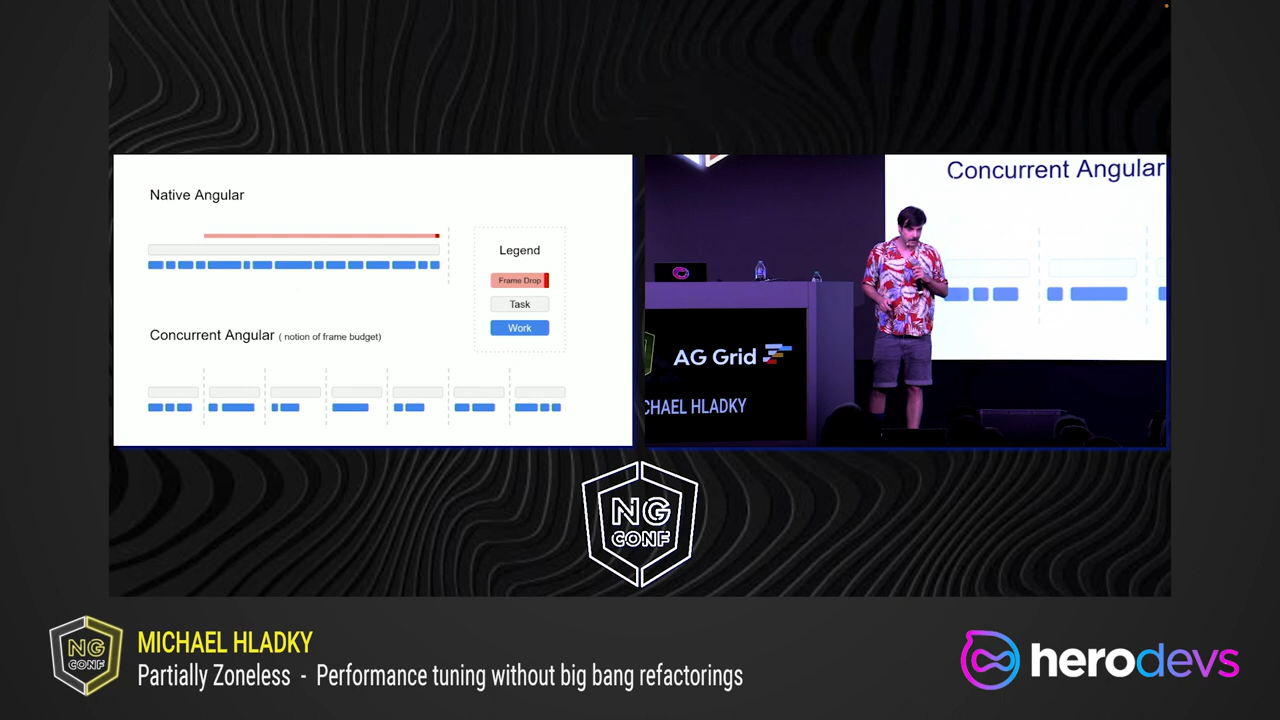 Native Angular
Legend
Frame Drop
Task
Work
Concurrent Angular ( notion of frame budget)
Concurrent Angular
AG Grid
CHAEL HLADKY
NG
CONF
NG
CONF
MICHAEL HLADKY
Partially Zoneless - Performance tuning without big bang refactorings
herodevs